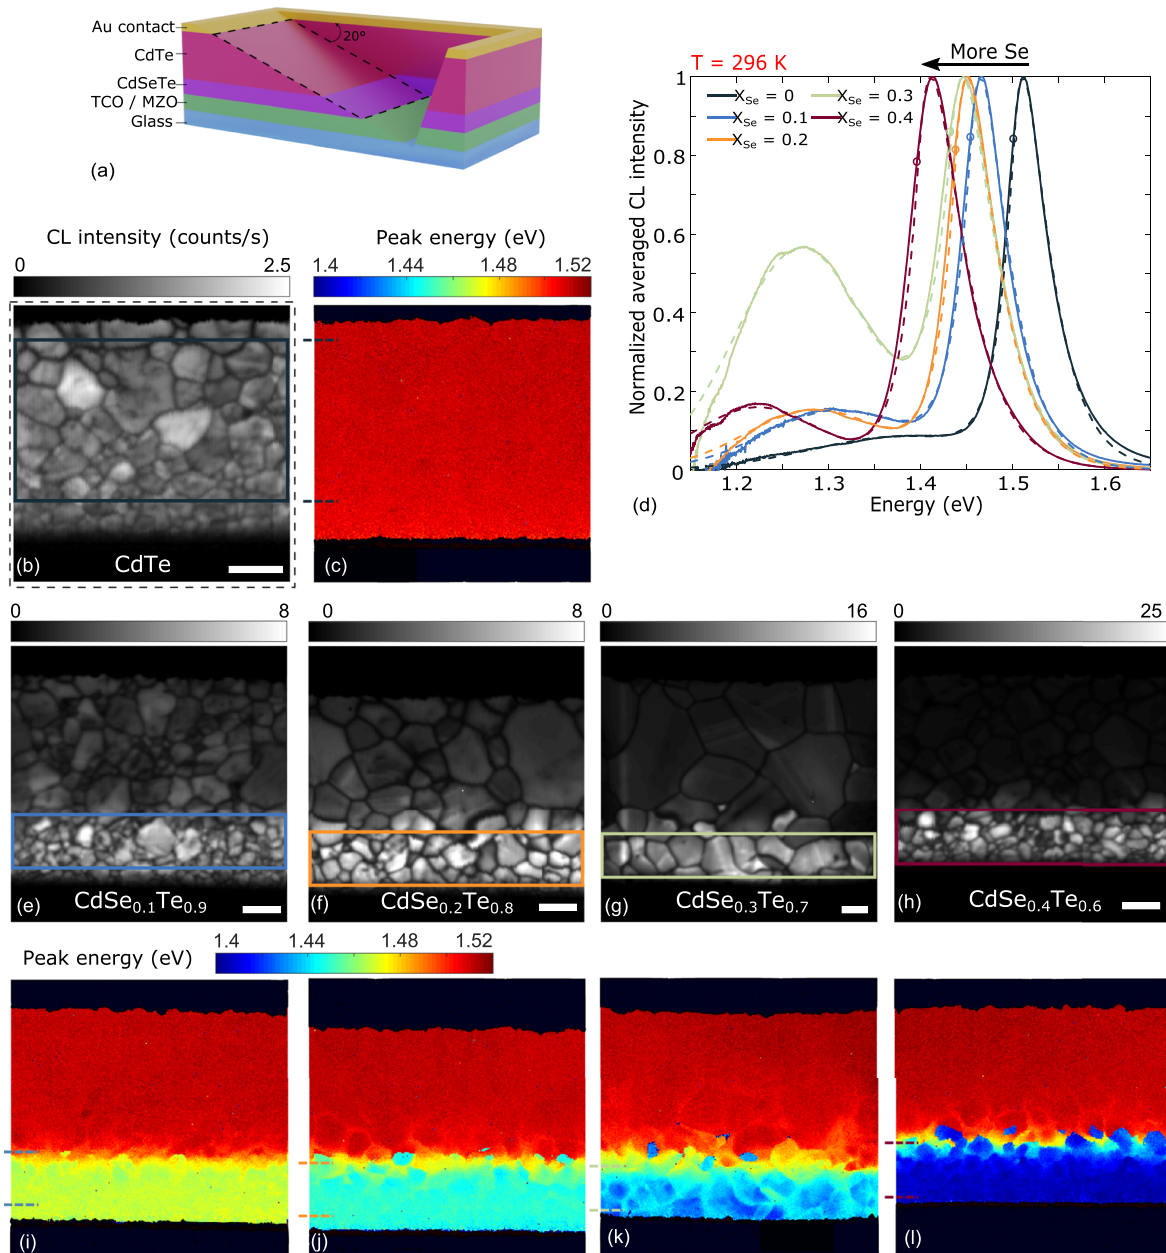 Au contact
CdTe
CdSeTe
TCO / MZO
Glass
20°
(a)
T = 296 K
More Se
X_Se = 0
X_Se = 0.1
X_Se = 0.2
X_Se = 0.3
X_Se = 0.4
Normalized averaged CL intensity
1
0.8
0.6
0.4
0.2
0
1.2 1.3 1.4 1.5 1.6
Energy (eV)
(d)
CL intensity (counts/s)
0 2.5
(b) CdTe
Peak energy (eV)
1.4 1.44 1.48 1.52
(c)
0 8
(e) CdSe₀.₁Te₀.₉
0 8
(f) CdSe₀.₂Te₀.₈
0 16
(g) CdSe₀.₃Te₀.₇
0 25
(h) CdSe₀.₄Te₀.₆
Peak energy (eV)
1.4 1.44 1.48 1.52
(i)
(j)
(k)
(l)